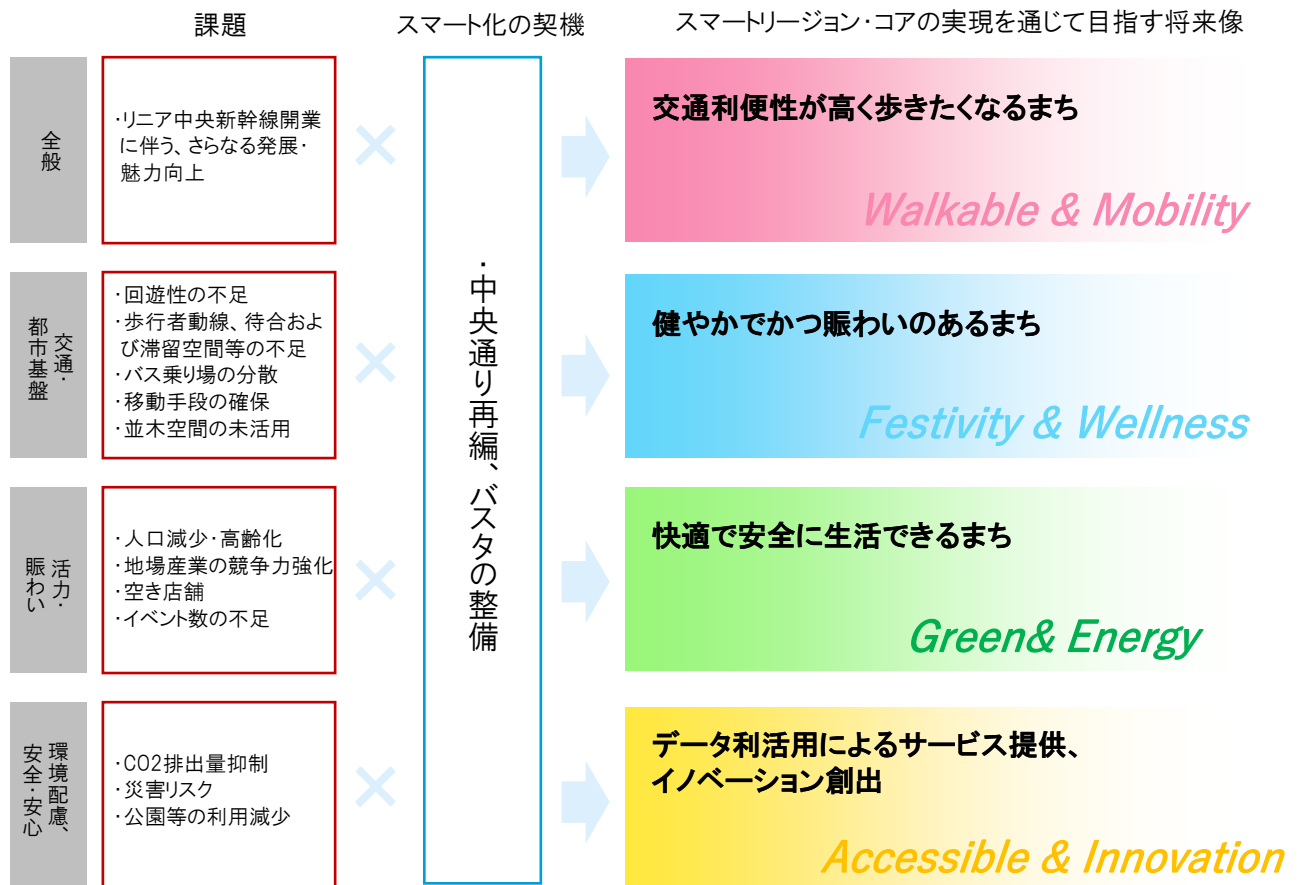 課題
スマート化の契機
スマートリージョン・コアの実現を通じて目指す将来像
全般
・リニア中央新幹線開業
に伴う、さらなる発展・
魅力向上
交通利便性が高く歩きたくなるまち
Walkable & Mobility
交通・
都市基盤
・回遊性の不足
・歩行者動線、待合およ
び滞留空間等の不足
・バス乗り場の分散
・移動手段の確保
・並木空間の未活用
・中央通り再編、バスタの整備
健やかでかつ賑わいのあるまち
Festivity & Wellness
活力・
賑わい
・人口減少・高齢化
・地場産業の競争力強化
・空き店舗
・イベント数の不足
快適で安全に生活できるまち
Green& Energy
環境配慮、
安全・安心
・CO2排出量抑制
・災害リスク
・公園等の利用減少
データ利活用によるサービス提供、
イノベーション創出
Accessible & Innovation